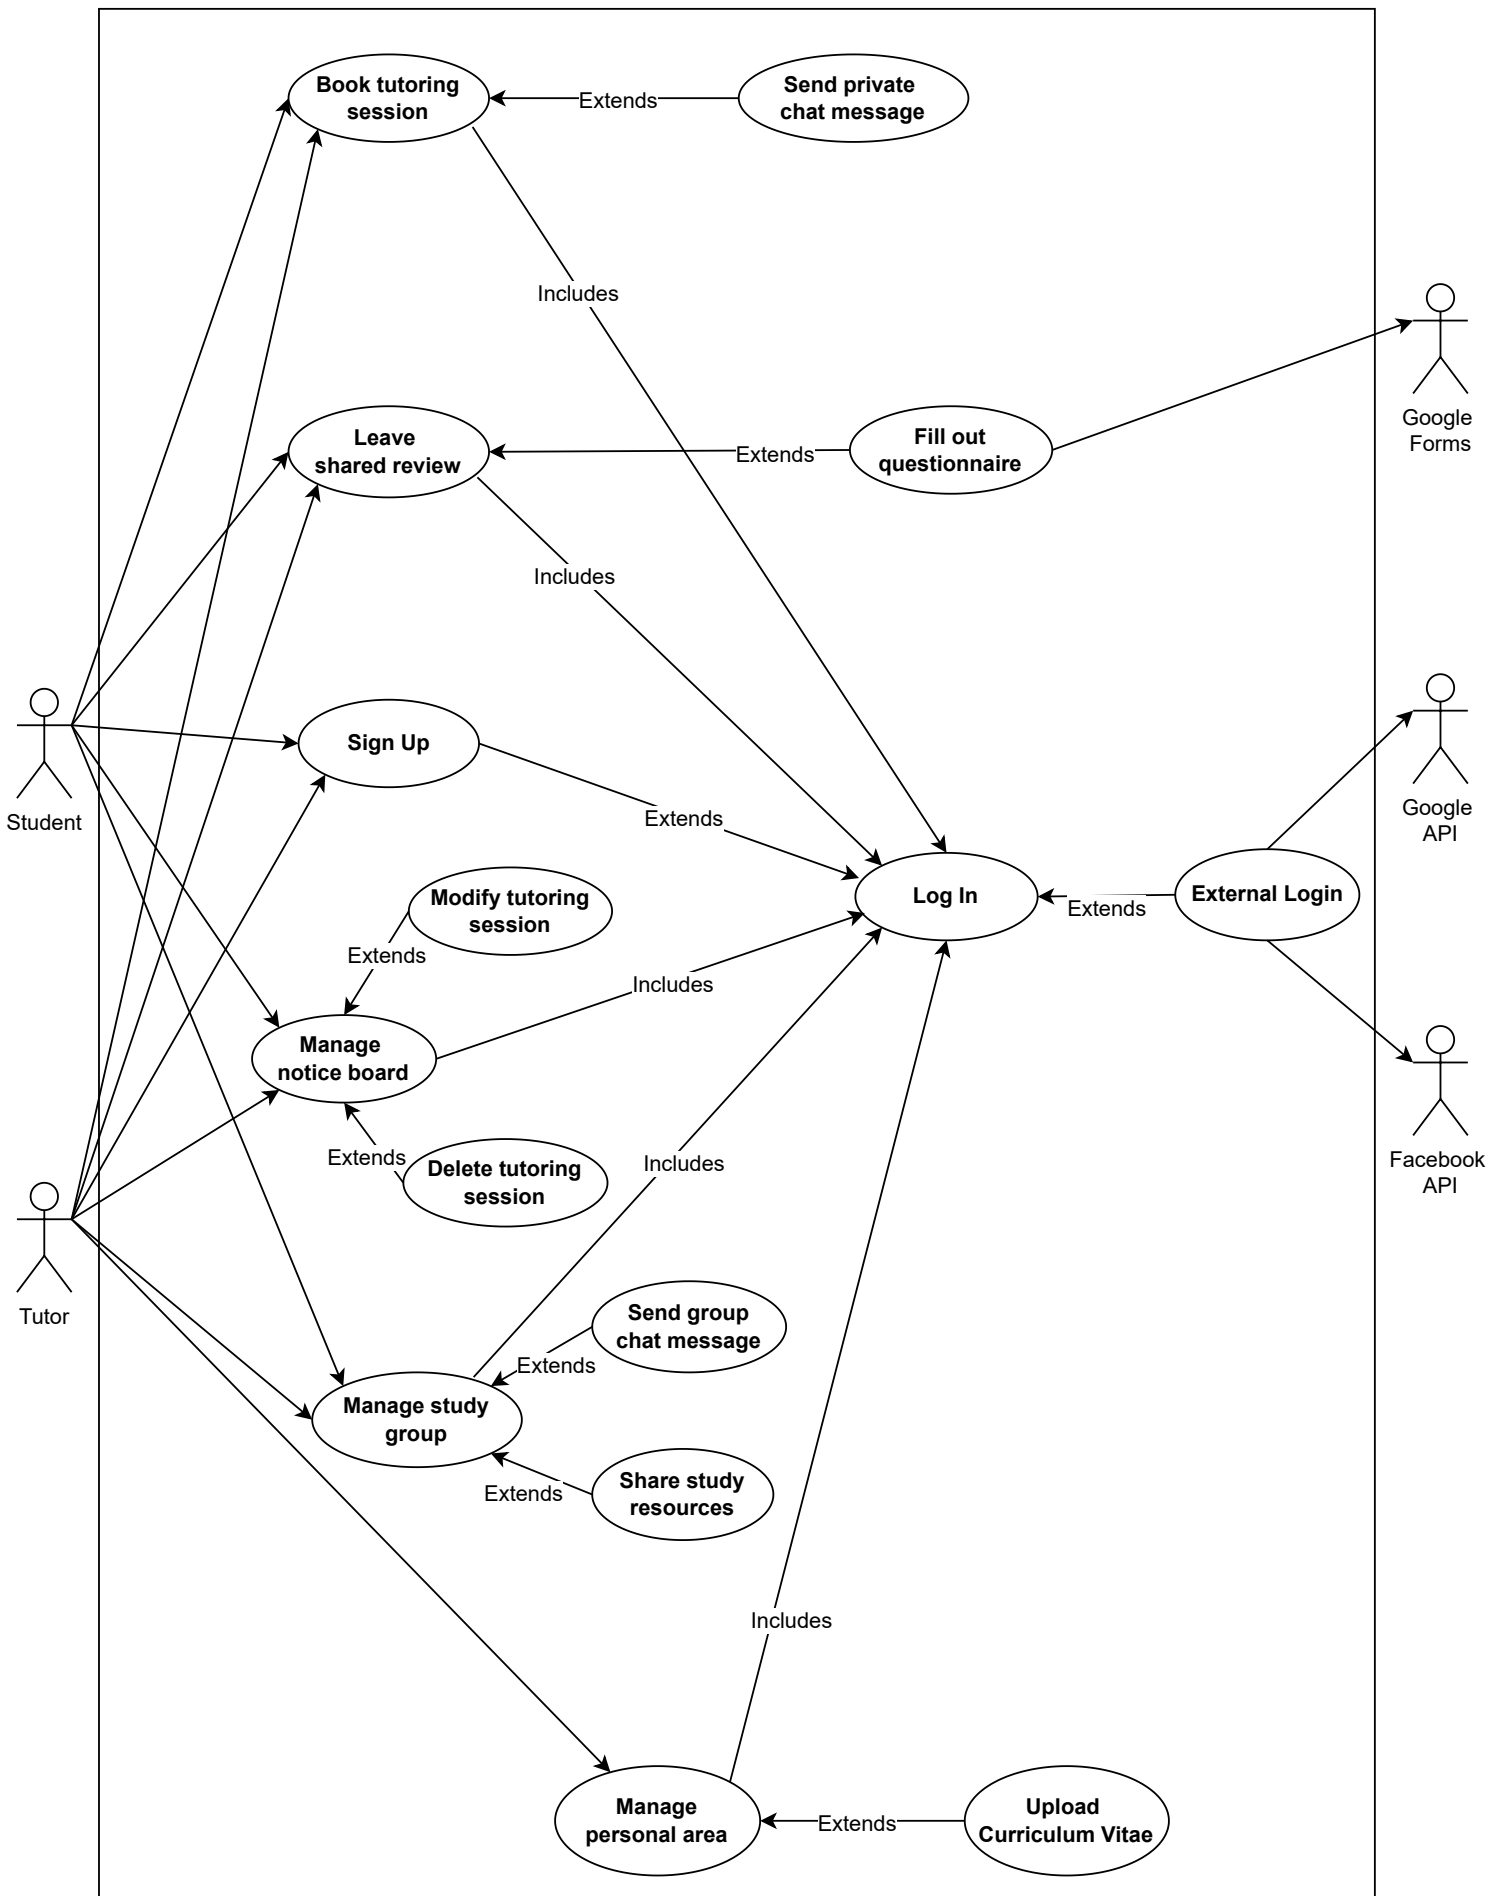 Book tutoring
session
Extends
Send private
chat message
Includes
Google
Forms
Leave
shared review
Extends
Fill out
questionnaire
Includes
Student
Sign Up
Extends
Google
API
Modify tutoring
session
Extends
Log In
Extends
External Login
Includes
Manage
notice board
Extends
Delete tutoring
session
Includes
Facebook
API
Tutor
Send group
chat message
Extends
Manage study
group
Extends
Share study
resources
Includes
Manage
personal area
Extends
Upload
Curriculum Vitae